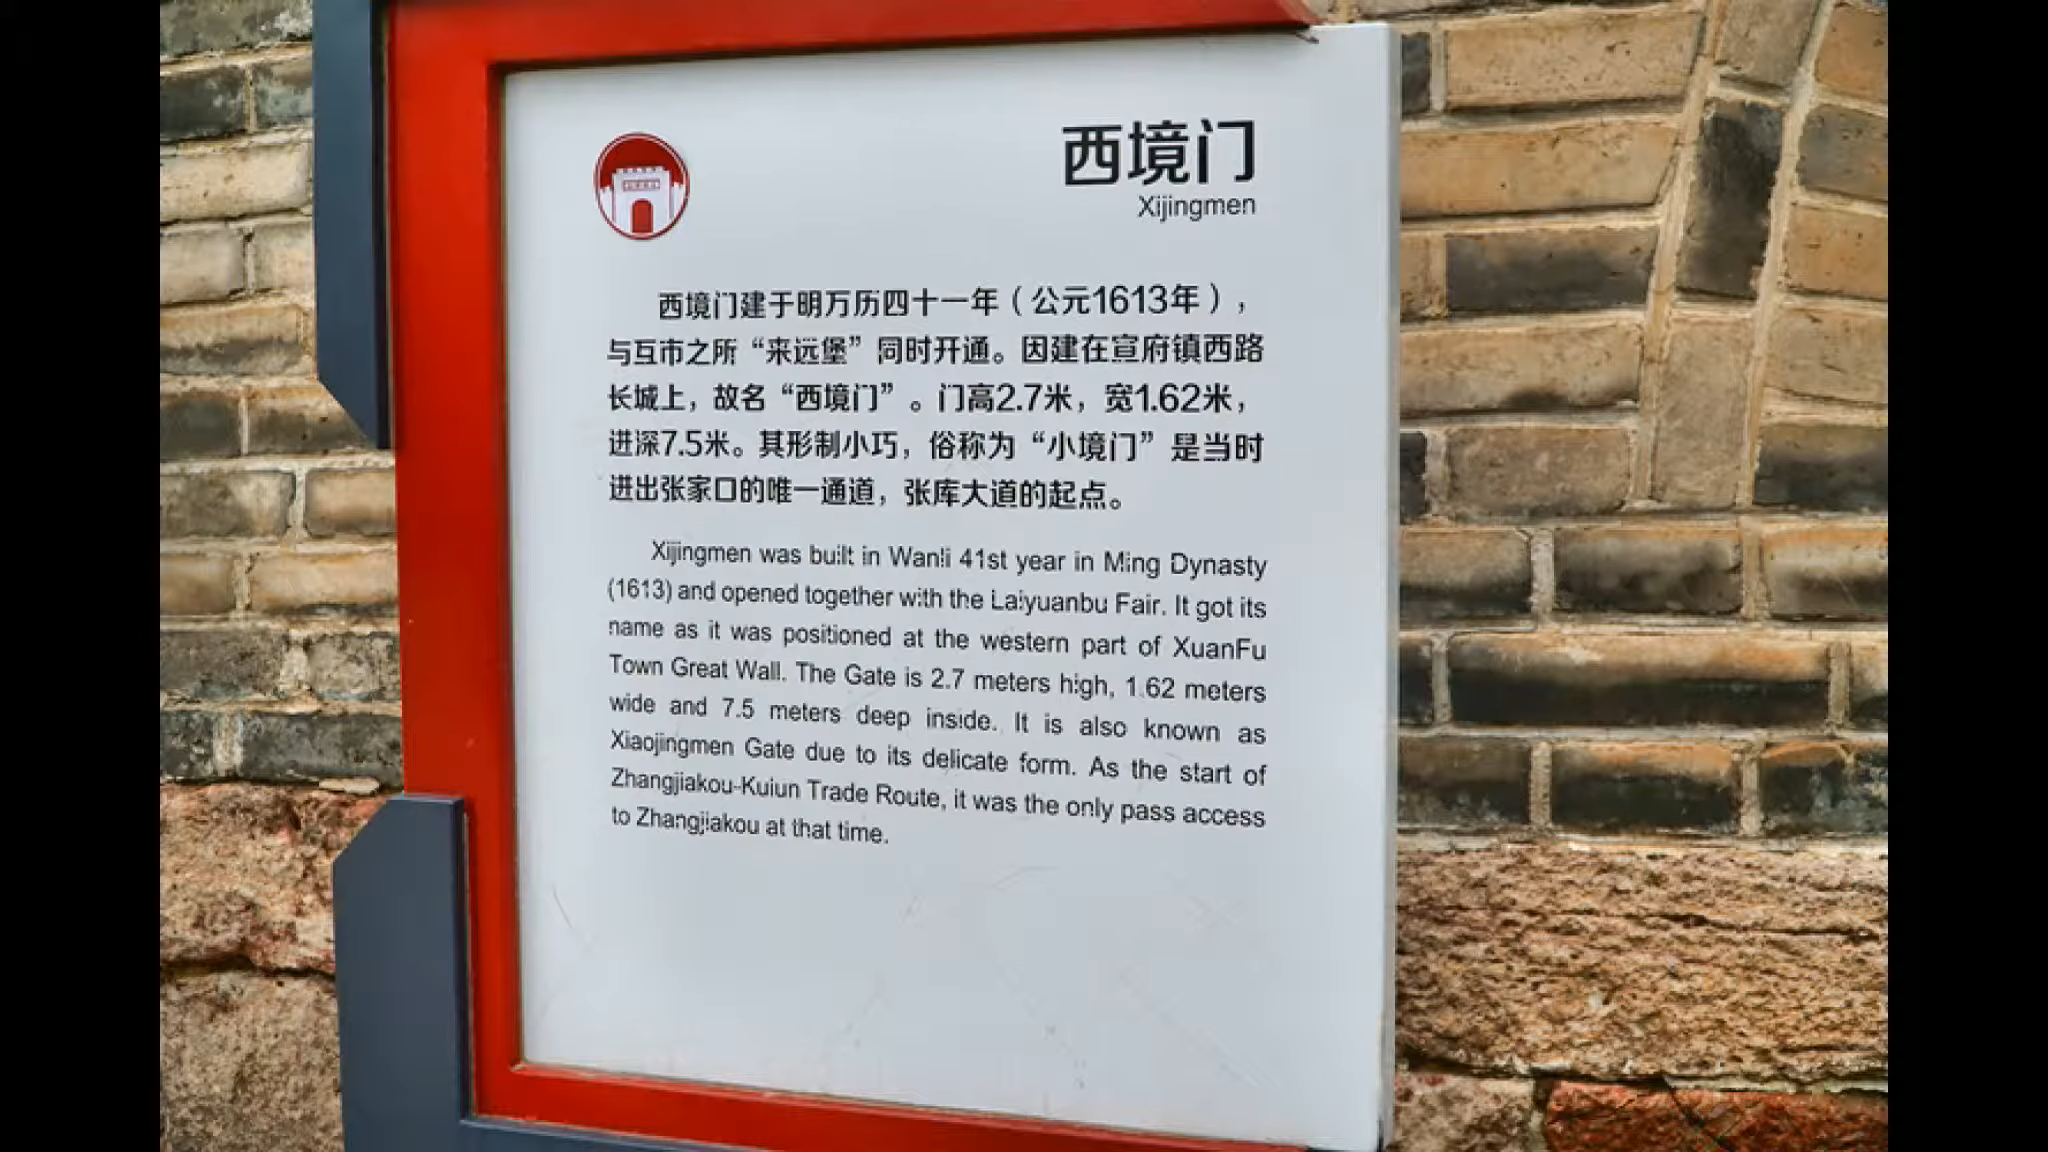 西境门
Xijingmen
西境门建于明万历四十一年（公元1613年），
与互市之所“来远堡”同时开通。因建在宣府镇西路
长城上，故名“西境门”。门高2.7米，宽1.62米，
进深7.5米。其形制小巧，俗称为“小境门”是当时
进出张家口的唯一通道，张库大道的起点。
Xijingmen was built in Wanli 41st year in Ming Dynasty
(1613) and opened together with the Laiyuanbu Fair. It got its
name as it was positioned at the western part of XuanFu
Town Great Wall. The Gate is 2.7 meters high, 1.62 meters
wide and 7.5 meters deep inside. It is also known as
Xiaojingmen Gate due to its delicate form. As the start of
Zhangjiakou-Kuiun Trade Route, it was the only pass access
to Zhangjiakou at that time.